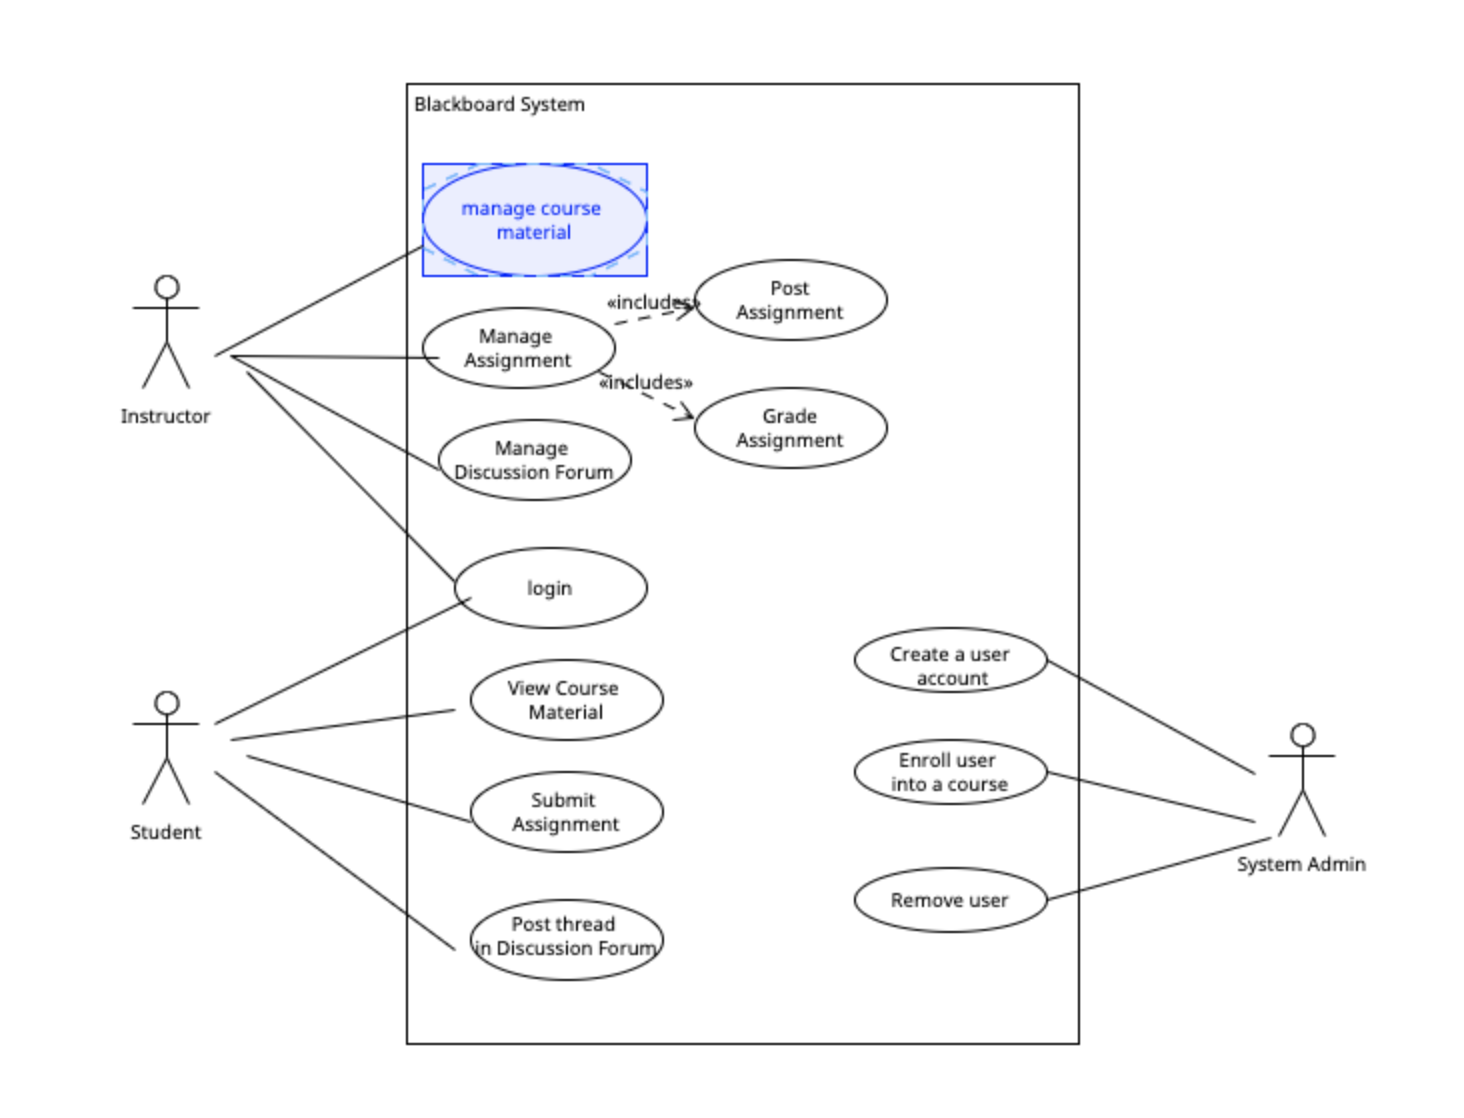 Blackboard System
manage course
material
«includes»
Post
Assignment
Manage
Assignment
«includes»
Grade
Assignment
Instructor
Manage
Discussion Forum
login
Create a user
account
View Course
Material
Enroll user
into a course
Submit
Assignment
Student
System Admin
Remove user
Post thread
in Discussion Forum